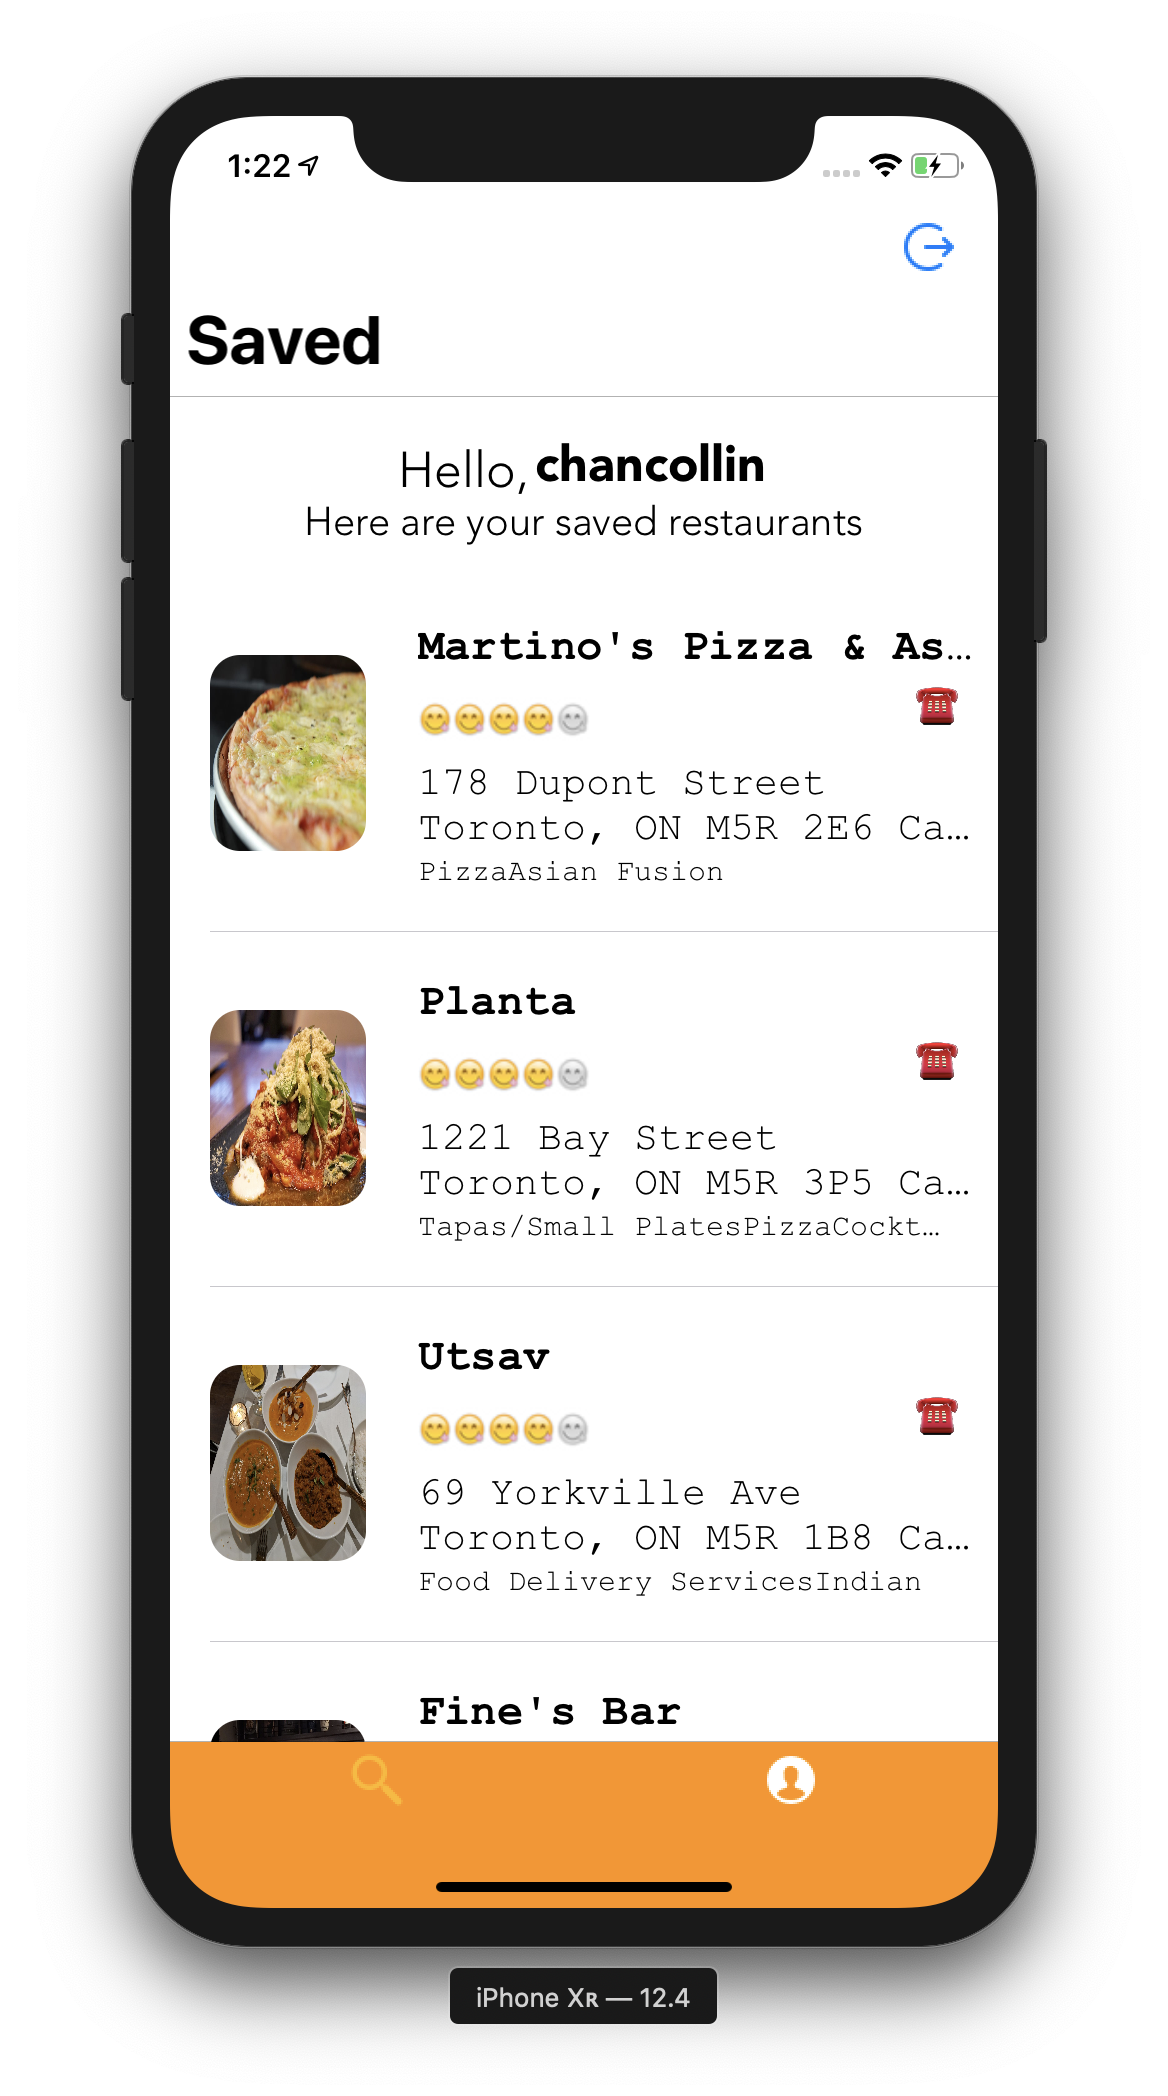 1:22
Saved
Hello, chancollin
Here are your saved restaurants
Martino's Pizza & As…
178 Dupont Street
Toronto, ON M5R 2E6 Ca…
PizzaAsian Fusion
Planta
1221 Bay Street
Toronto, ON M5R 3P5 Ca…
Tapas/Small PlatesPizzaCockt…
Utsav
69 Yorkville Ave
Toronto, ON M5R 1B8 Ca…
Food Delivery ServicesIndian
Fine's Bar
iPhone Xʀ — 12.4